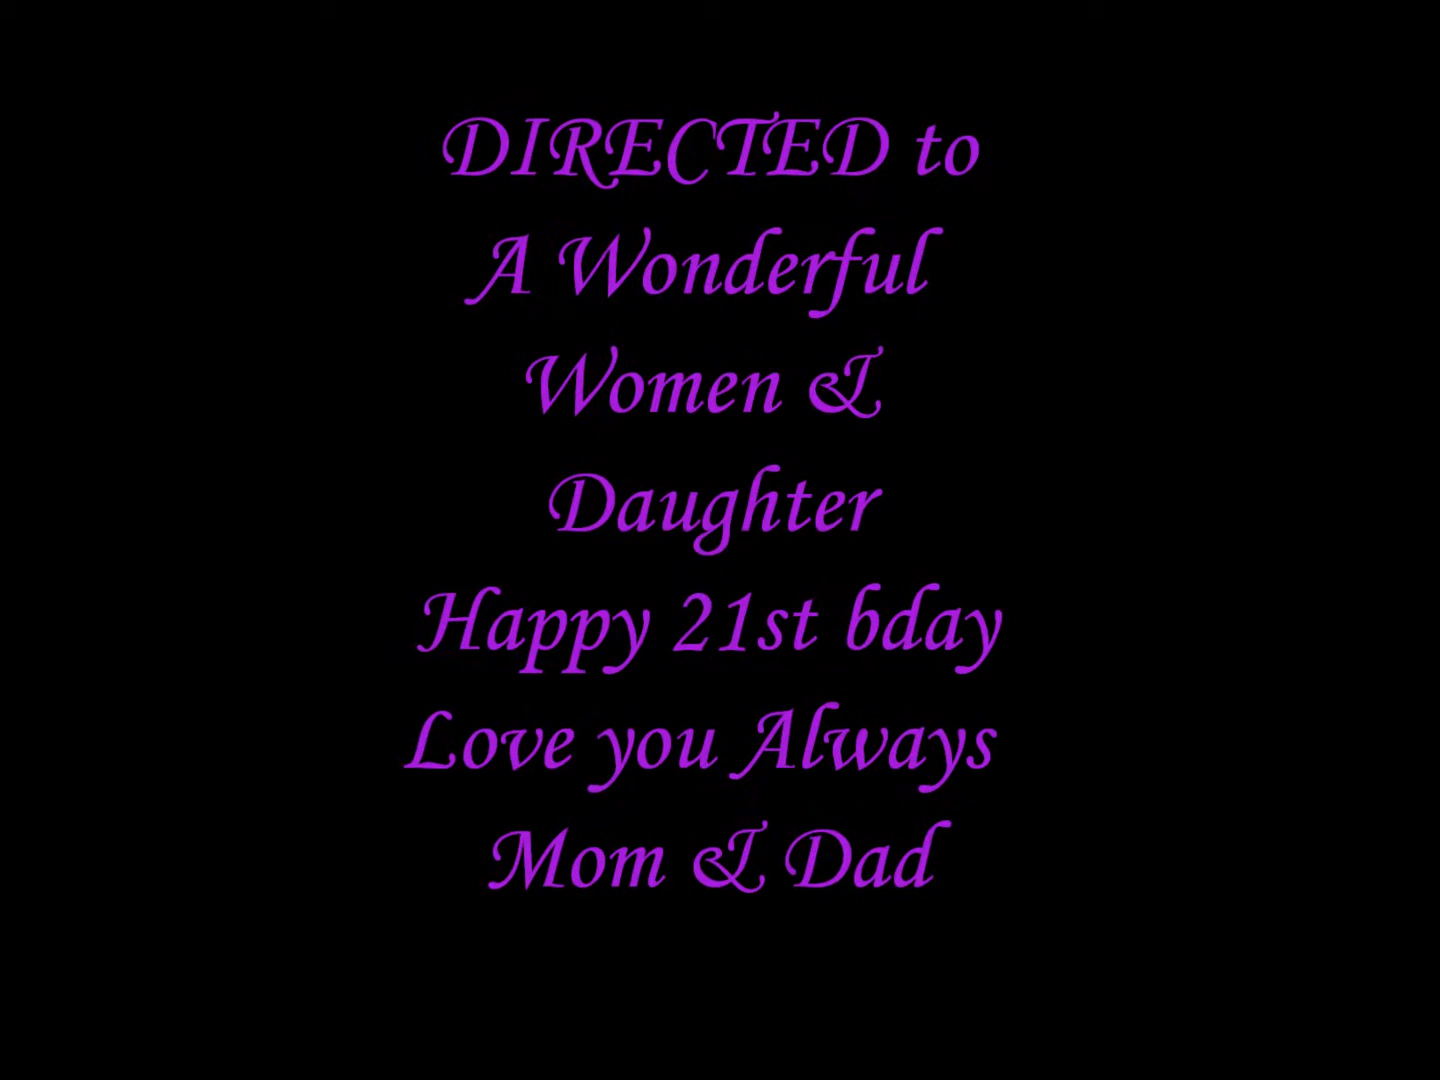 DIRECTED to
A Wonderful
Women &
Daughter
Happy 21st bday
Love you Always
Mom & Dad